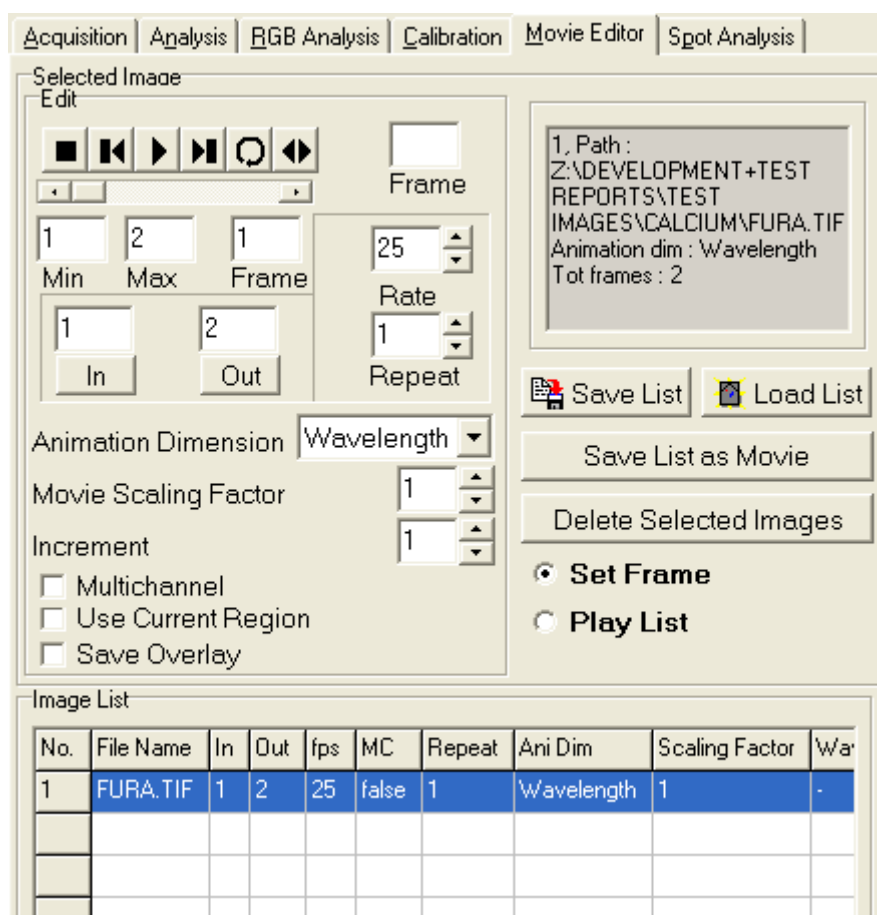 Acquisition Analysis RGB Analysis Calibration Movie Editor Spot Analysis
Selected Image
Edit
Frame
1 2 1
Min Max Frame
25
Rate
1 2
In Out
1
Repeat
Animation Dimension Wavelength
Movie Scaling Factor 1
Increment 1
Multichannel
Use Current Region
Save Overlay
1, Path :
Z:\DEVELOPMENT+TEST
REPORTS\TEST
IMAGES\CALCIUM\FURA.TIF
Animation dim : Wavelength
Tot frames : 2
Save List Load List
Save List as Movie
Delete Selected Images
Set Frame
Play List
Image List
No. File Name In Out fps MC Repeat Ani Dim Scaling Factor Wav
1 FURA.TIF 1 2 25 false 1 Wavelength 1 -